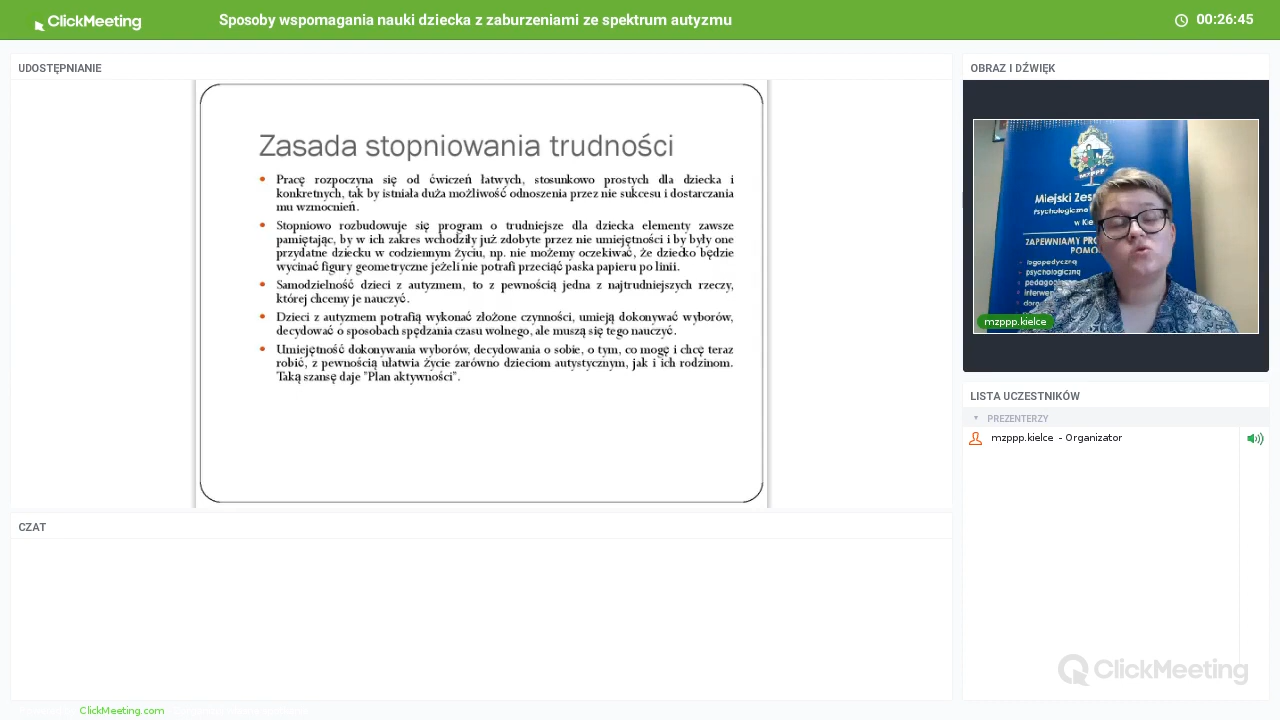 ClickMeeting
Sposoby wspomagania nauki dziecka z zaburzeniami ze spektrum autyzmu
00:26:45
UDOSTĘPNIANIE
Zasada stopniowania trudności
• Pracę rozpoczyna się od ćwiczeń łatwych, stosunkowo prostych dla dziecka i
konkretnych, tak by istniała duża możliwość odnoszenia przez nie sukcesu i dostarczania
mu wzmocnień.
• Stopniowo rozbudowuje się program o trudniejsze dla dziecka elementy zawsze
pamiętając, by w ich zakres wchodziły już zdobyte przez nie umiejętności i by były one
przydatne dziecku w codziennym życiu, np. nie możemy oczekiwać, że dziecko będzie
wycinać figury geometryczne jeżeli nie potrafi przeciąć paska papieru po linii.
• Samodzielność dzieci z autyzmem, to z pewnością jedna z najtrudniejszych rzeczy,
której chcemy je nauczyć.
• Dzieci z autyzmem potrafią wykonać złożone czynności, umieją dokonywać wyborów,
decydować o sposobach spędzania czasu wolnego, ale muszą się tego nauczyć.
• Umiejętność dokonywania wyborów, decydowania o sobie, o tym, co mogę i chcę teraz
robić, z pewnością ułatwia życie zarówno dzieciom autystycznym, jak i ich rodzinom.
Taką szansę daje "Plan aktywności".
OBRAZ I DŹWIĘK
MZPPP
Miejski Zes
Psychologiczno
w Kie
ZAPEWNIAMY PRO
POMO
logopedyczną
psychologiczną
pedagog
interwen
mzppp.kielce
LISTA UCZESTNIKÓW
PREZENTERZY
mzppp.kielce - Organizator
CZAT
ClickMeeting
ClickMeeting.com